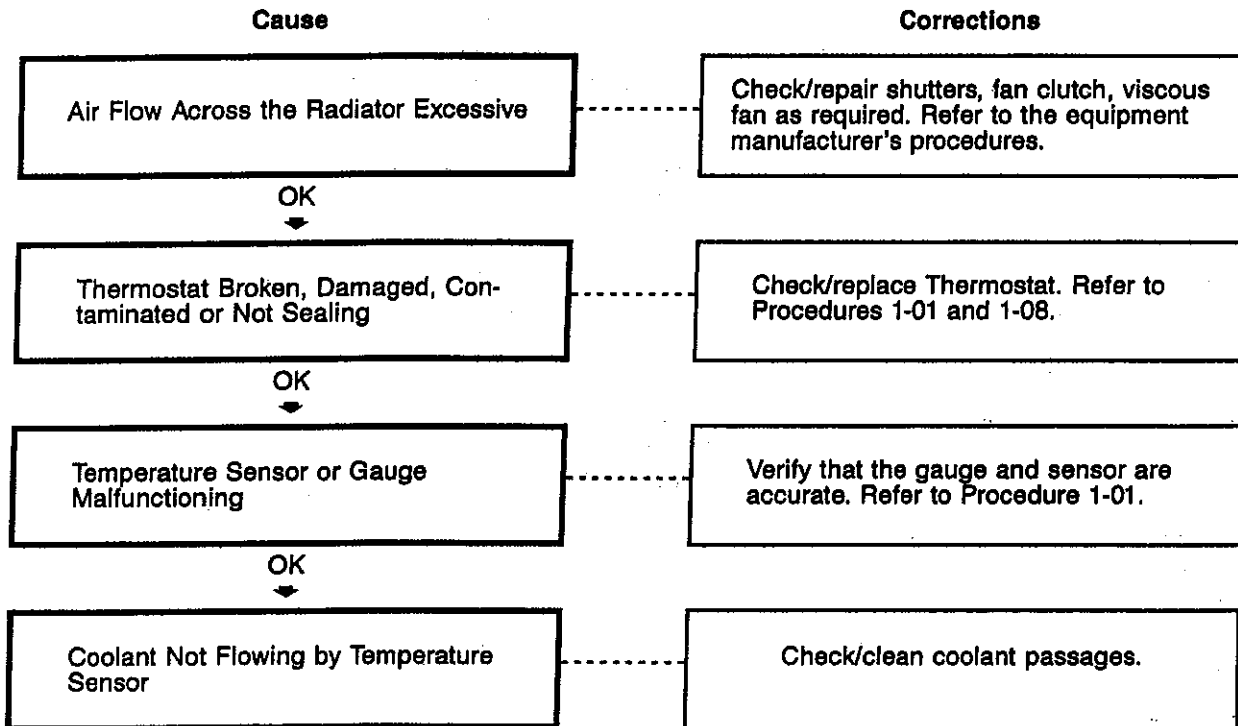 Cause
Corrections
Air Flow Across the Radiator Excessive
Check/repair shutters, fan clutch, viscous
fan as required. Refer to the equipment
manufacturer's procedures.
OK
Thermostat Broken, Damaged, Con-
taminated or Not Sealing
Check/replace Thermostat. Refer to
Procedures 1-01 and 1-08.
OK
Temperature Sensor or Gauge
Malfunctioning
Verify that the gauge and sensor are
accurate. Refer to Procedure 1-01.
OK
Coolant Not Flowing by Temperature
Sensor
Check/clean coolant passages.